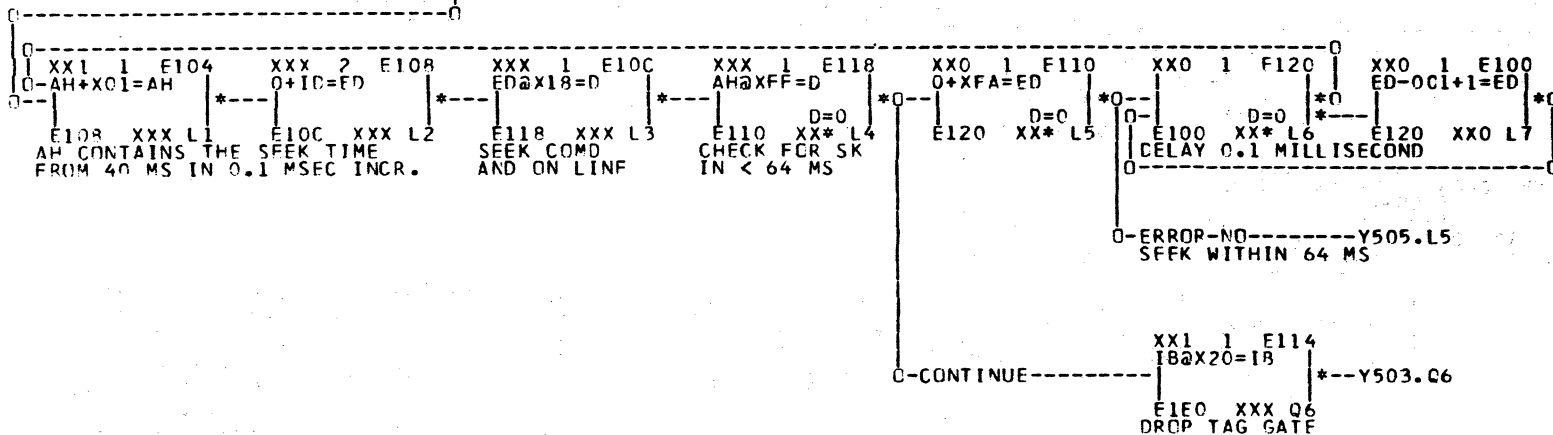 XX1 1 E104 XXX 2 E108 XXX 1 E10C XXX 1 E118 XX0 1 E110 XX0 1 E120 XX0 1 E100
0-AH+X01=AH 0+ID=ED ED@X18=D AH@XFF=D 0+XFA=ED ED-0C1+1=ED
*--- *--- *--- *0-- *0-- *0
D=0 D=0 D=0 *---
E108 XXX L1 E10C XXX L2 E118 XXX L3 E110 XX* L4 E120 XX* L5 E100 XX* L6 E120 XX0 L7
AH CONTAINS THE SEEK TIME SEEK COMD CHECK FOR SK DELAY 0.1 MILLISECOND
FROM 40 MS IN 0.1 MSEC INCR. AND ON LINE IN < 64 MS
0-ERROR-NO--------Y505.L5
SEEK WITHIN 64 MS
XX1 1 E114
IB@X20=IB
0-CONTINUE--------- *--Y503.Q6
E1E0 XXX Q6
DROP TAG GATE